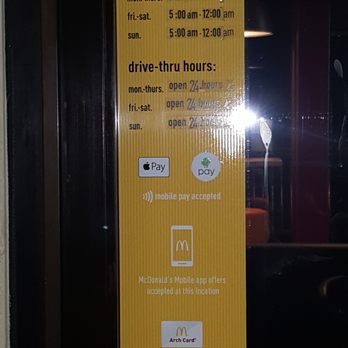 fri.-sat. 5:00 am - 12:00 am
sun. 5:00 am - 12:00 am
drive-thru hours:
mon.-thurs. open 24 hours
fri.-sat. open 24 hours
sun. open 24 hours
Pay
pay
mobile pay accepted
McDonald's Mobile app offers
accepted at this location
Arch Card